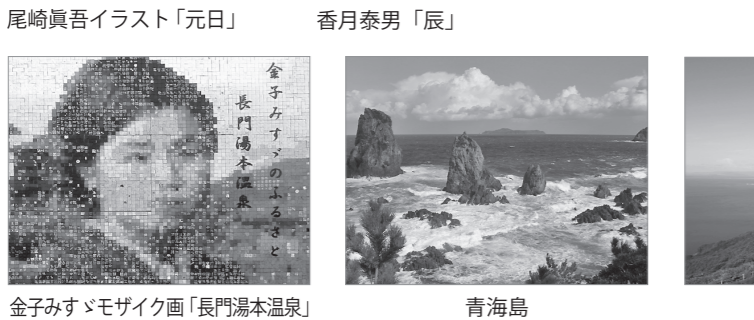 尾崎眞吾イラスト「元日」
香月泰男「辰」
金子みすゞのふるさと
長門湯本温泉
金子みすゞモザイク画「長門湯本温泉」
青海島